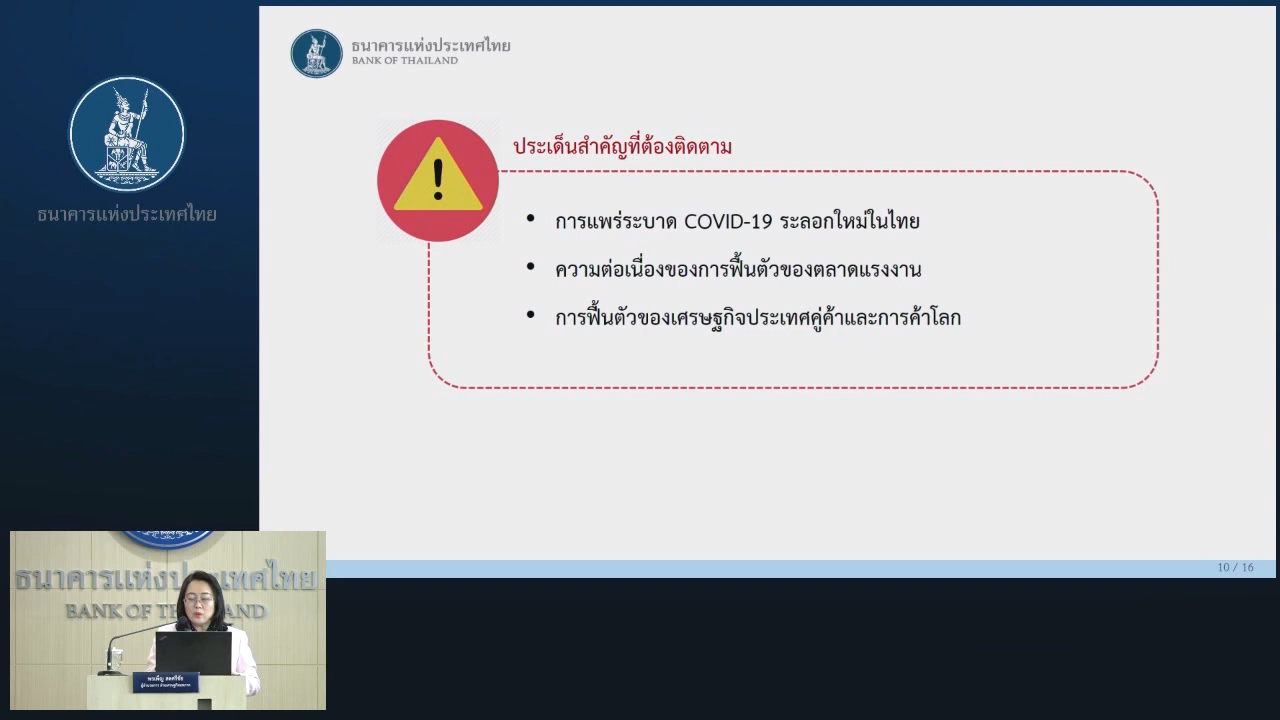 ธนาคารแห่งประเทศไทย
BANK OF THAILAND
ธนาคารแห่งประเทศไทย
ประเด็นสำคัญที่ต้องติดตาม
• การแพร่ระบาด COVID-19 ระลอกใหม่ในไทย
• ความต่อเนื่องของการฟื้นตัวของตลาดแรงงาน
• การฟื้นตัวของเศรษฐกิจประเทศคู่ค้าและการค้าโลก
10 / 16
ธนาคารแห่งประเทศไทย
BANK OF THAILAND